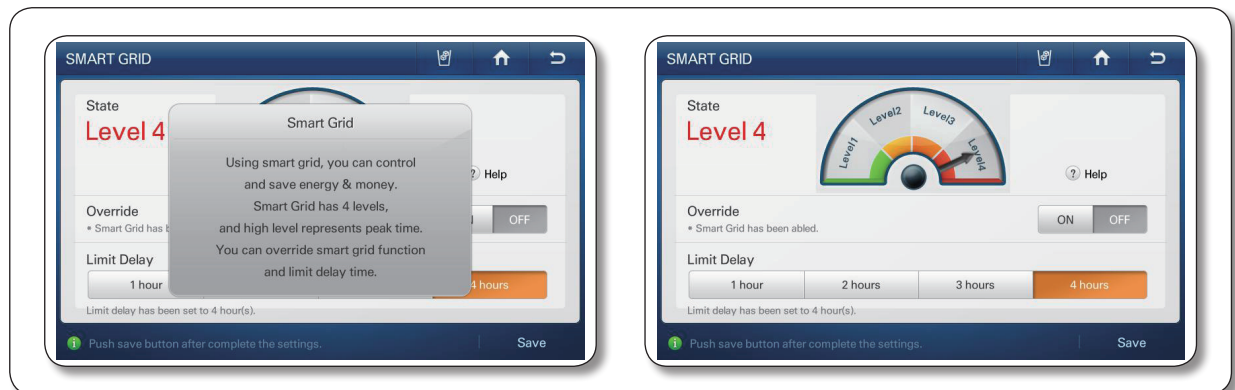 SMART GRID
State
Level 4
Smart Grid
Using smart grid, you can control
and save energy & money.
Smart Grid has 4 levels,
and high level represents peak time.
You can override smart grid function
and limit delay time.
? Help
Override
• Smart Grid has
OFF
Limit Delay
1 hour
4 hours
Limit delay has been set to 4 hour(s).
i Push save button after complete the settings.
Save
SMART GRID
State
Level 4
Level1
Level2
Level3
Level4
? Help
Override
• Smart Grid has been abled.
ON
OFF
Limit Delay
1 hour
2 hours
3 hours
4 hours
Limit delay has been set to 4 hour(s).
i Push save button after complete the settings.
Save